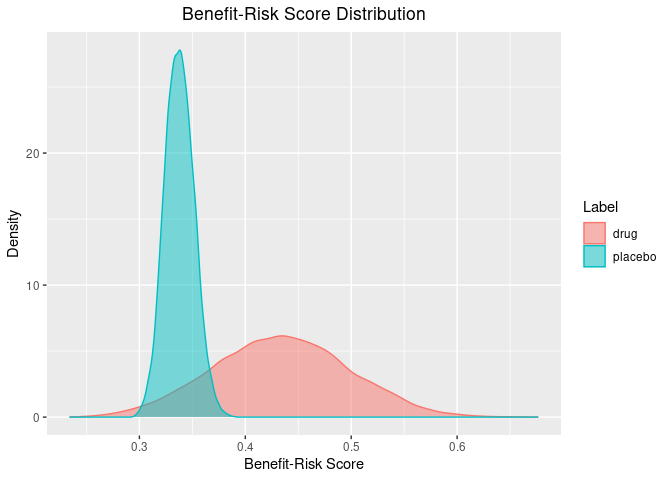 Benefit-Risk Score Distribution
20
10
0
Density
0.3
0.4
0.5
0.6
Benefit-Risk Score
Label
drug
placebo